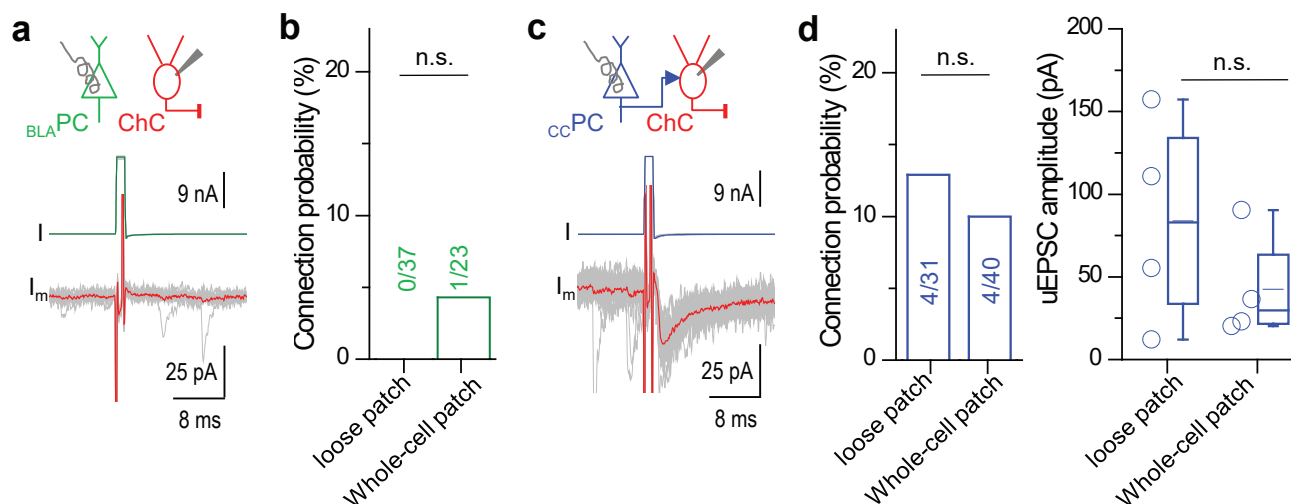 a
BLAPC
ChC
9 nA
I
Im
25 pA
8 ms
b
Connection probability (%)
20
10
0
n.s.
0/37
1/23
loose patch
Whole-cell patch
c
CCPC
ChC
9 nA
I
Im
25 pA
8 ms
d
Connection probability (%)
20
10
0
n.s.
4/31
4/40
loose patch
Whole-cell patch
uEPSC amplitude (pA)
200
150
100
50
0
n.s.
loose patch
Whole-cell patch